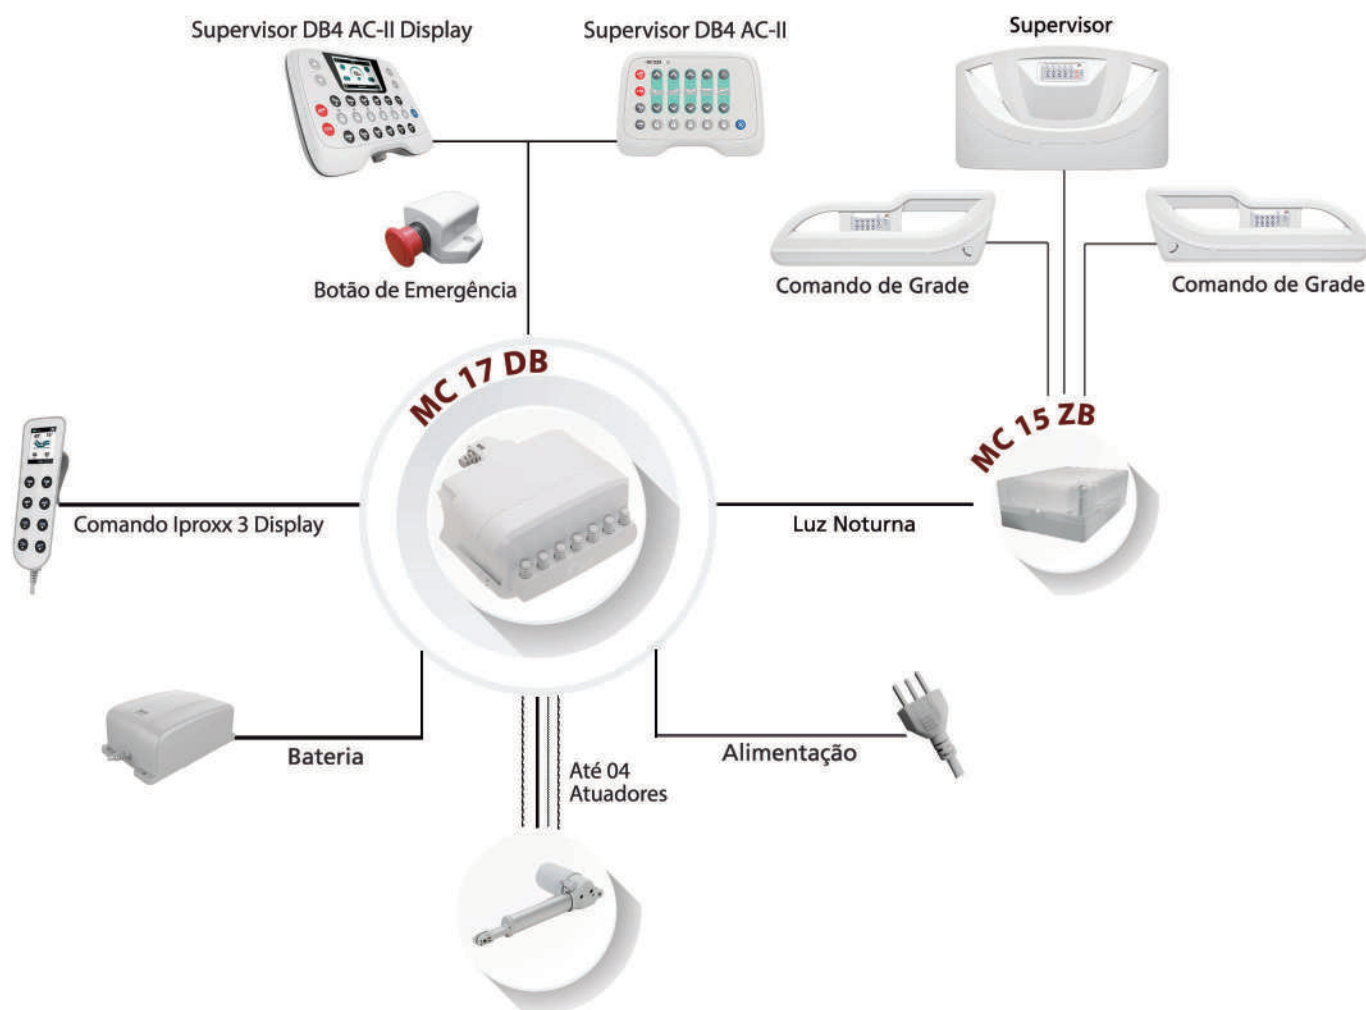 Supervisor DB4 AC-II Display
Supervisor DB4 AC-II
Supervisor
Botão de Emergência
Comando de Grade
Comando de Grade
MC 17 DB
MC 15 ZB
Comando Iproxx 3 Display
Luz Noturna
Bateria
Até 04
Atuadores
Alimentação